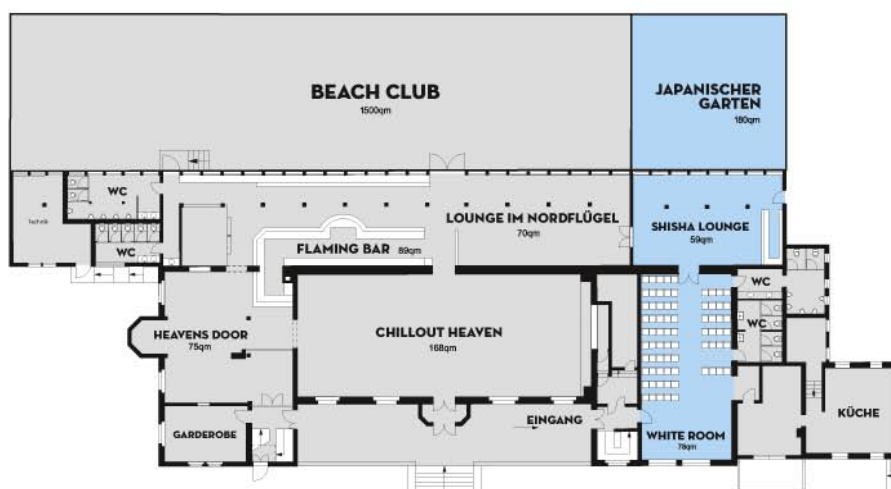 BEACH CLUB
1500qm
JAPANISCHER
GARTEN
180qm
WC
Technik
WC
LOUNGE IM NORDFLÜGEL
70qm
SHISHA LOUNGE
59qm
FLAMING BAR 89qm
WC
HEAVENS DOOR
75qm
CHILLOUT HEAVEN
168qm
WC
GARDEROBE
EINGANG
WHITE ROOM
78qm
KÜCHE